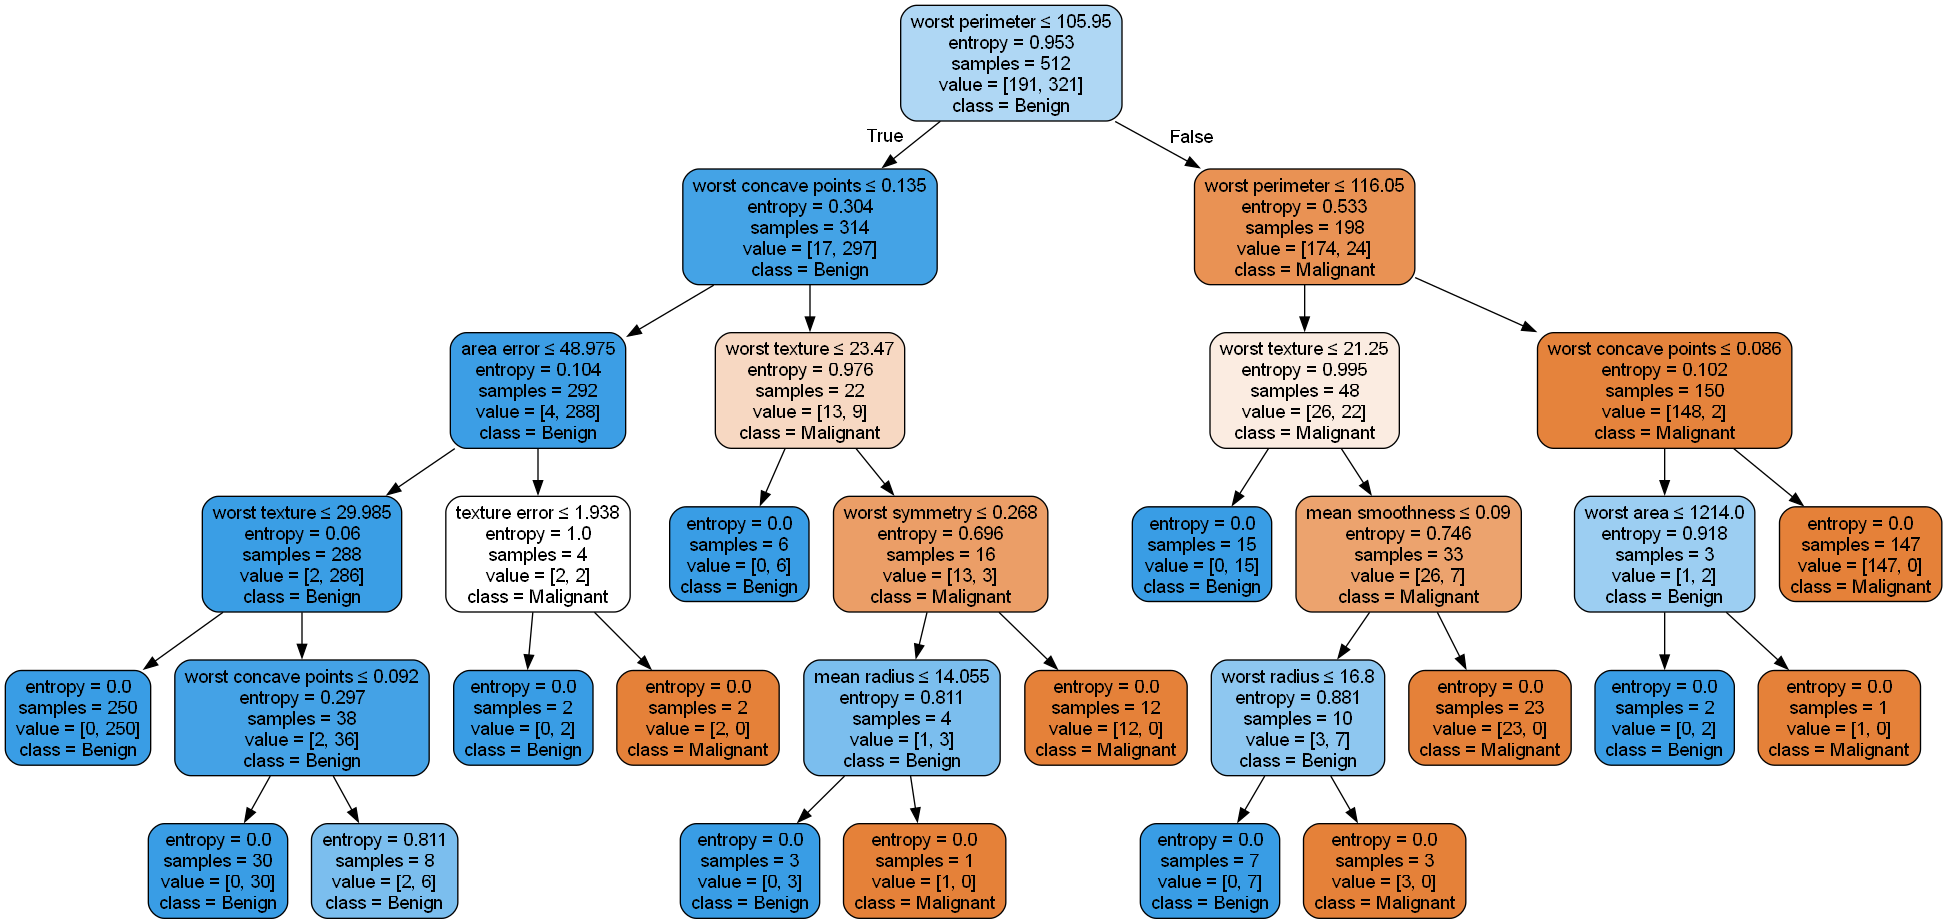 worst perimeter ≤ 105.95
entropy = 0.953
samples = 512
value = [191, 321]
class = Benign
True
False
worst concave points ≤ 0.135
entropy = 0.304
samples = 314
value = [17, 297]
class = Benign
worst perimeter ≤ 116.05
entropy = 0.533
samples = 198
value = [174, 24]
class = Malignant
area error ≤ 48.975
entropy = 0.104
samples = 292
value = [4, 288]
class = Benign
worst texture ≤ 23.47
entropy = 0.976
samples = 22
value = [13, 9]
class = Malignant
worst texture ≤ 21.25
entropy = 0.995
samples = 48
value = [26, 22]
class = Malignant
worst concave points ≤ 0.086
entropy = 0.102
samples = 150
value = [148, 2]
class = Malignant
worst texture ≤ 29.985
entropy = 0.06
samples = 288
value = [2, 286]
class = Benign
texture error ≤ 1.938
entropy = 1.0
samples = 4
value = [2, 2]
class = Malignant
entropy = 0.0
samples = 6
value = [0, 6]
class = Benign
worst symmetry ≤ 0.268
entropy = 0.696
samples = 16
value = [13, 3]
class = Malignant
entropy = 0.0
samples = 15
value = [0, 15]
class = Benign
mean smoothness ≤ 0.09
entropy = 0.746
samples = 33
value = [26, 7]
class = Malignant
worst area ≤ 1214.0
entropy = 0.918
samples = 3
value = [1, 2]
class = Benign
entropy = 0.0
samples = 147
value = [147, 0]
class = Malignant
entropy = 0.0
samples = 250
value = [0, 250]
class = Benign
worst concave points ≤ 0.092
entropy = 0.297
samples = 38
value = [2, 36]
class = Benign
entropy = 0.0
samples = 2
value = [0, 2]
class = Benign
entropy = 0.0
samples = 2
value = [2, 0]
class = Malignant
mean radius ≤ 14.055
entropy = 0.811
samples = 4
value = [1, 3]
class = Benign
entropy = 0.0
samples = 12
value = [12, 0]
class = Malignant
worst radius ≤ 16.8
entropy = 0.881
samples = 10
value = [3, 7]
class = Benign
entropy = 0.0
samples = 23
value = [23, 0]
class = Malignant
entropy = 0.0
samples = 2
value = [0, 2]
class = Benign
entropy = 0.0
samples = 1
value = [1, 0]
class = Malignant
entropy = 0.0
samples = 30
value = [0, 30]
class = Benign
entropy = 0.811
samples = 8
value = [2, 6]
class = Benign
entropy = 0.0
samples = 3
value = [0, 3]
class = Benign
entropy = 0.0
samples = 1
value = [1, 0]
class = Malignant
entropy = 0.0
samples = 7
value = [0, 7]
class = Benign
entropy = 0.0
samples = 3
value = [3, 0]
class = Malignant